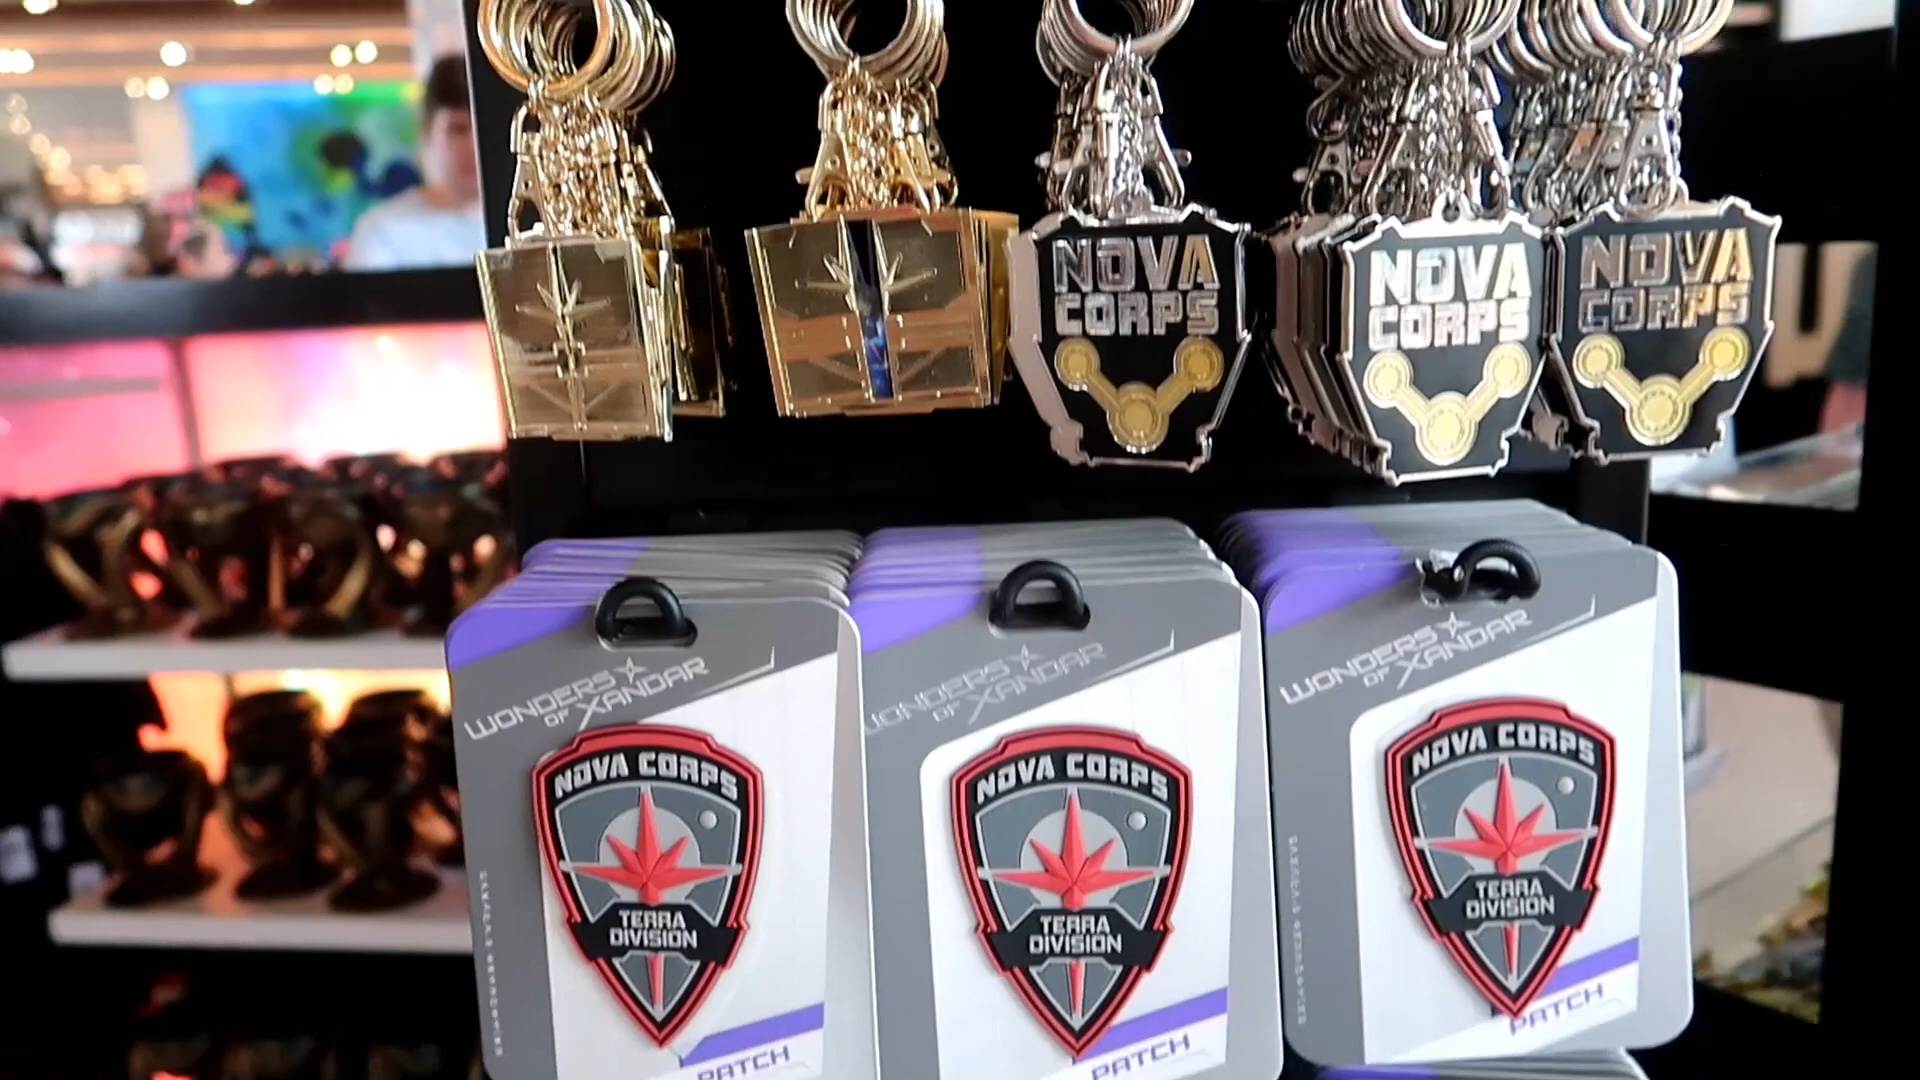 NOVA
CORPS
NOVA
CORPS
NOVA
CORPS
WONDERS
OF XANDAR
NOVA CORPS
TERRA
DIVISION
PATCH
WONDERS
OF XANDAR
NOVA CORPS
TERRA
DIVISION
PATCH
WONDERS
OF XANDAR
NOVA CORPS
TERRA
DIVISION
PATCH